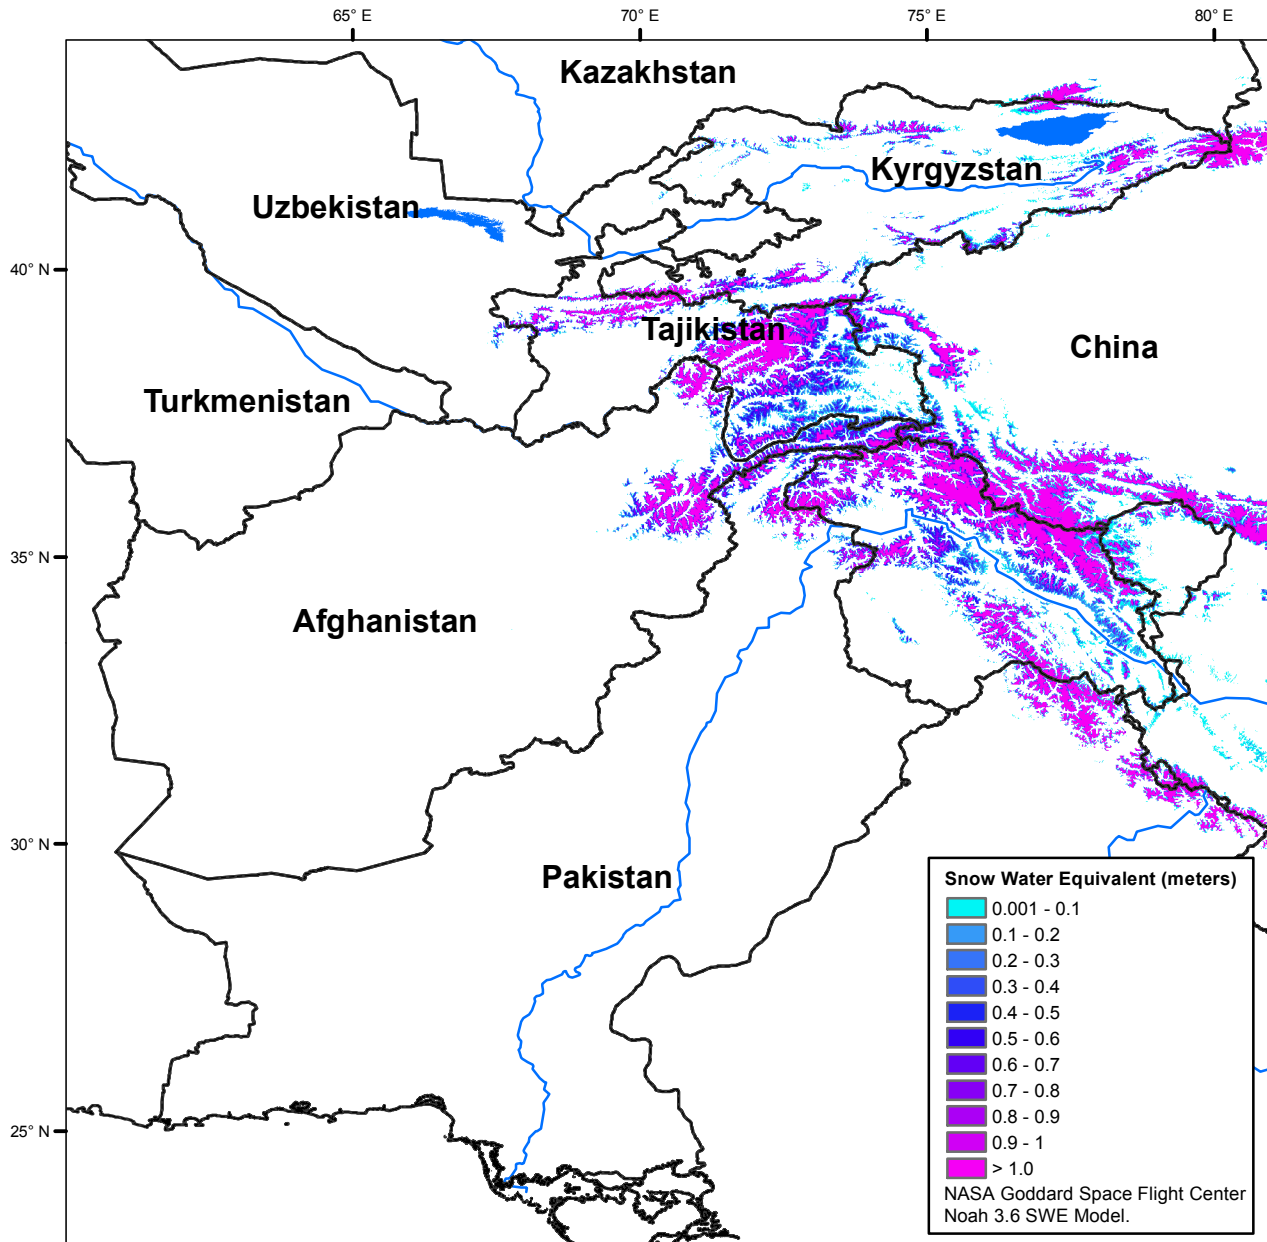 65° E
70° E
75° E
80° E
Kazakhstan
Kyrgyzstan
Uzbekistan
40° N
Tajikistan
China
Turkmenistan
35° N
Afghanistan
30° N
Pakistan
25° N
Snow Water Equivalent (meters)
0.001 - 0.1
0.1 - 0.2
0.2 - 0.3
0.3 - 0.4
0.4 - 0.5
0.5 - 0.6
0.6 - 0.7
0.7 - 0.8
0.8 - 0.9
0.9 - 1
> 1.0
NASA Goddard Space Flight Center
Noah 3.6 SWE Model.